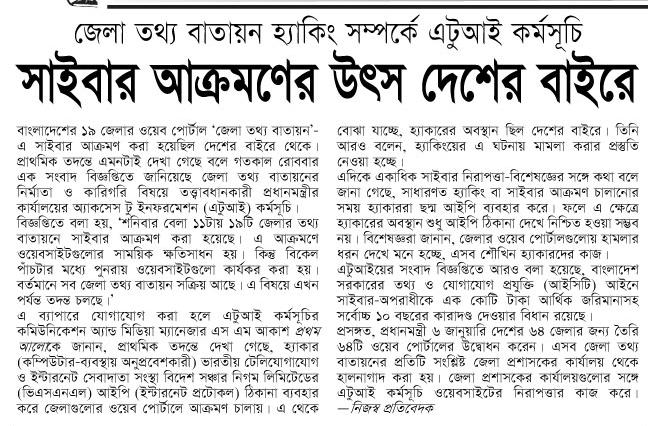 জেলা তথ্য বাতায়ন হ্যাকিং সম্পর্কে এটুআই কর্মসূচি
সাইবার আক্রমণের উৎস দেশের বাইরে
বাংলাদেশের ১৯ জেলার ওয়েব পোর্টাল ‘জেলা তথ্য বাতায়ন’-
এ সাইবার আক্রমণ করা হয়েছিল দেশের বাইরে থেকে।
প্রাথমিক তদন্তে এমনটাই দেখা গেছে বলে গতকাল রোববার
এক সংবাদ বিজ্ঞপ্তিতে জানিয়েছে জেলা তথ্য বাতায়নের
নির্মাতা ও কারিগরি বিষয়ে তত্ত্বাবধানকারী প্রধানমন্ত্রীর
কার্যালয়ের অ্যাকসেস টু ইনফরমেশন (এটুআই) কর্মসূচি।
বিজ্ঞপ্তিতে বলা হয়, ‘শনিবার বেলা ১১টায় ১৯টি জেলার তথ্য
বাতায়নে সাইবার আক্রমণ করা হয়েছে। এ আক্রমণে
ওয়েবসাইটগুলোর সাময়িক ক্ষতিসাধন হয়। কিন্তু বিকেল
পাঁচটার মধ্যে পুনরায় ওয়েবসাইটগুলো কার্যকর করা হয়।
বর্তমানে সব জেলা তথ্য বাতায়ন সক্রিয় আছে। এ বিষয়ে এখন
পর্যন্ত তদন্ত চলছে।’
এ ব্যাপারে যোগাযোগ করা হলে এটুআই কর্মসূচির
কমিউনিকেশন অ্যান্ড মিডিয়া ম্যানেজার এস এম আকাশ প্রথম
আলোকে জানান, প্রাথমিক তদন্তে দেখা গেছে, হ্যাকার
(কম্পিউটার-ব্যবস্থায় অনুপ্রবেশকারী) ভারতীয় টেলিযোগাযোগ
ও ইন্টারনেট সেবাদাতা সংস্থা বিদেশ সঞ্চার নিগম লিমিটেডের
(ভিএসএনএল) আইপি (ইন্টারনেট প্রটোকল) ঠিকানা ব্যবহার
করে জেলাগুলোর ওয়েব পোর্টালে আক্রমণ চালায়। এ থেকে
বোঝা যাচ্ছে, হ্যাকারের অবস্থান ছিল দেশের বাইরে। তিনি
আরও বলেন, হ্যাকিংয়ের এ ঘটনায় মামলা করার প্রস্তুতি
নেওয়া হচ্ছে।
এদিকে একাধিক সাইবার নিরাপত্তা-বিশেষজ্ঞের সঙ্গে কথা বলে
জানা গেছে, সাধারণত হ্যাকিং বা সাইবার আক্রমণ চালানোর
সময় হ্যাকাররা ছদ্ম আইপি ব্যবহার করে। ফলে এ ক্ষেত্রে
হ্যাকারের অবস্থান শুধু আইপি ঠিকানা দেখে নিশ্চিত হওয়া সম্ভব
নয়। বিশেষজ্ঞরা জানান, জেলার ওয়েব পোর্টালগুলোয় হামলার
ধরন দেখে মনে হচ্ছে, এসব শৌখিন হ্যাকারদের কাজ।
এটুআইয়ের সংবাদ বিজ্ঞপ্তিতে আরও বলা হয়েছে, বাংলাদেশ
সরকারের তথ্য ও যোগাযোগ প্রযুক্তি (আইসিটি) আইনে
সাইবার-অপরাধীকে এক কোটি টাকা আর্থিক জরিমানাসহ
সর্বোচ্চ ১০ বছরের কারাদণ্ড দেওয়ার বিধান রয়েছে।
প্রসঙ্গত, প্রধানমন্ত্রী ৬ জানুয়ারি দেশের ৬৪ জেলার জন্য তৈরি
৬৪টি ওয়েব পোর্টালের উদ্বোধন করেন। এসব জেলা তথ্য
বাতায়নের প্রতিটি সংশ্লিষ্ট জেলা প্রশাসকের কার্যালয় থেকে
হালনাগাদ করা হয়। জেলা প্রশাসকের কার্যালয়গুলোর সঙ্গে
এটুআই কর্মসূচি ওয়েবসাইটের নিরাপত্তার কাজ করে।
—নিজস্ব প্রতিবেদক